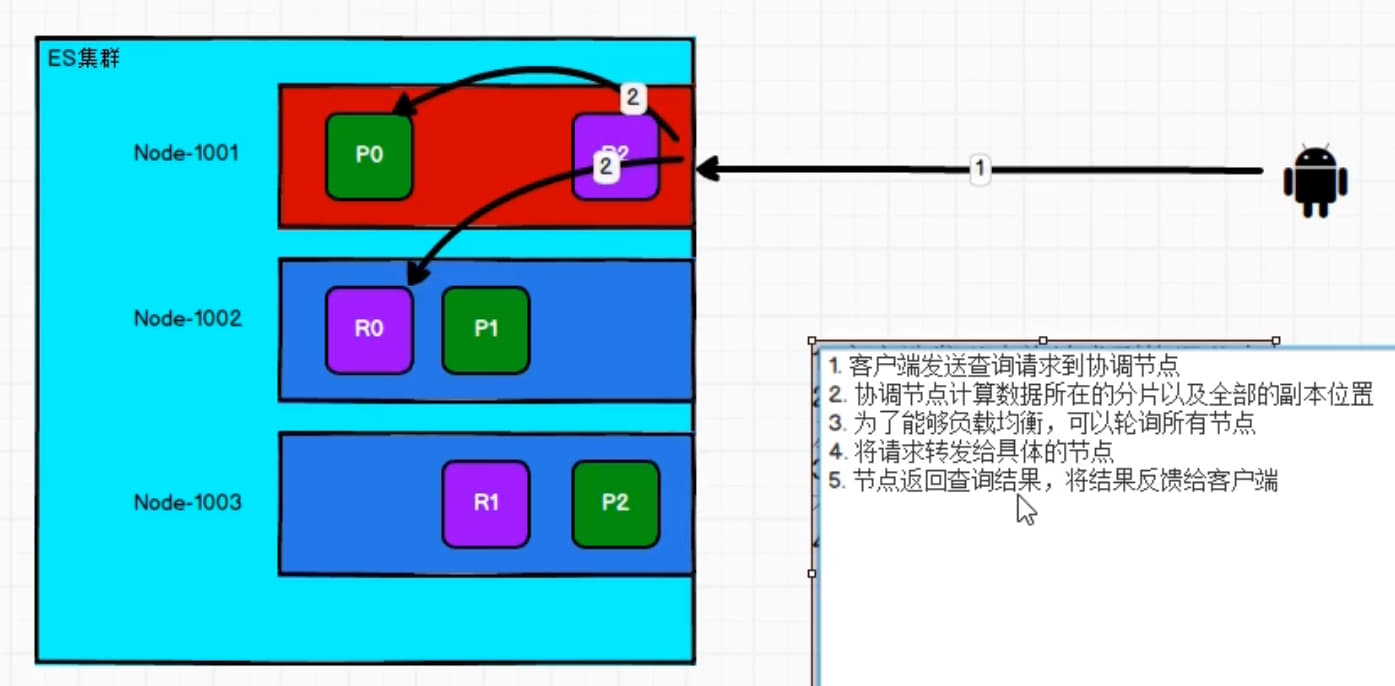 ES集群
2
Node-1001
P0
2
1
Node-1002
R0
P1
Node-1003
R1
P2
1. 客户端发送查询请求到协调节点
2. 协调节点计算数据所在的分片以及全部的副本位置
3. 为了能够负载均衡，可以轮询所有节点
4. 将请求转发给具体的节点
5. 节点返回查询结果，将结果反馈给客户端